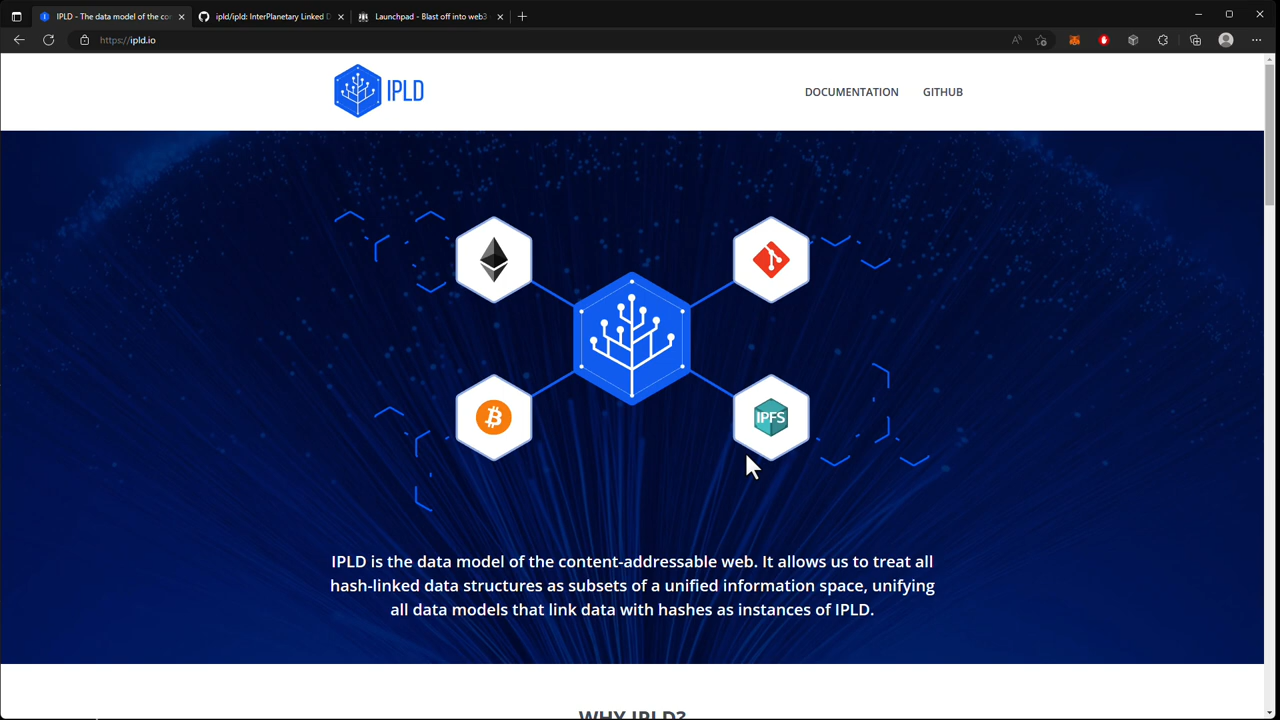 IPLD - The data model of the con
ipld/ipld: InterPlanetary Linked D
Launchpad - Blast off into web3
https://ipld.io
IPLD
DOCUMENTATION
GITHUB
IPFS
IPLD is the data model of the content-addressable web. It allows us to treat all
hash-linked data structures as subsets of a unified information space, unifying
all data models that link data with hashes as instances of IPLD.
WHY IPLD?